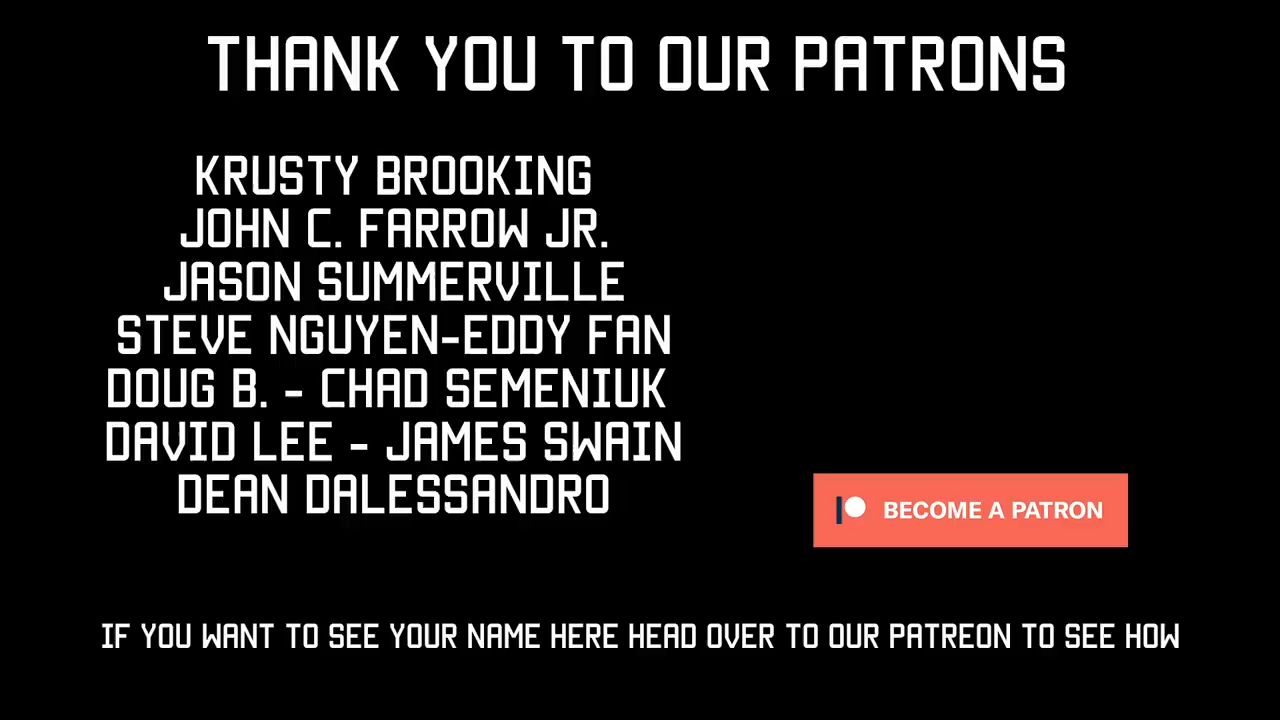 THANK YOU TO OUR PATRONS
KRUSTY BROOKING
JOHN C. FARROW JR.
JASON SUMMERVILLE
STEVE NGUYEN-EDDY FAN
DOUG B. - CHAD SEMENIUK
DAVID LEE - JAMES SWAIN
DEAN DALESSANDRO
BECOME A PATRON
IF YOU WANT TO SEE YOUR NAME HERE HEAD OVER TO OUR PATREON TO SEE HOW